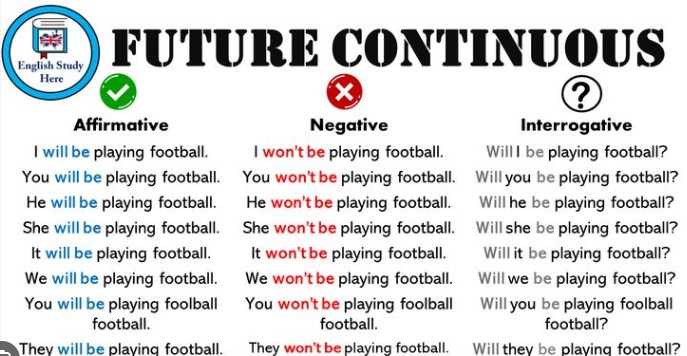 English Study
Here
FUTURE CONTINUOUS
Affirmative
I will be playing football.
You will be playing football.
He will be playing football.
She will be playing football.
It will be playing football.
We will be playing football.
You will be playing foolball
football.
They will be playing football.
Negative
I won't be playing football.
You won't be playing football.
He won't be playing football.
She won't be playing football.
It won't be playing football.
We won't be playing football.
You won't be playing foolball
football.
They won't be playing football.
?
Interrogative
Will I be playing football?
Will you be playing football?
Will he be playing football?
Will she be playing football?
Will it be playing football?
Will we be playing football?
Will you be playing foolball
football?
Will they be playing football?